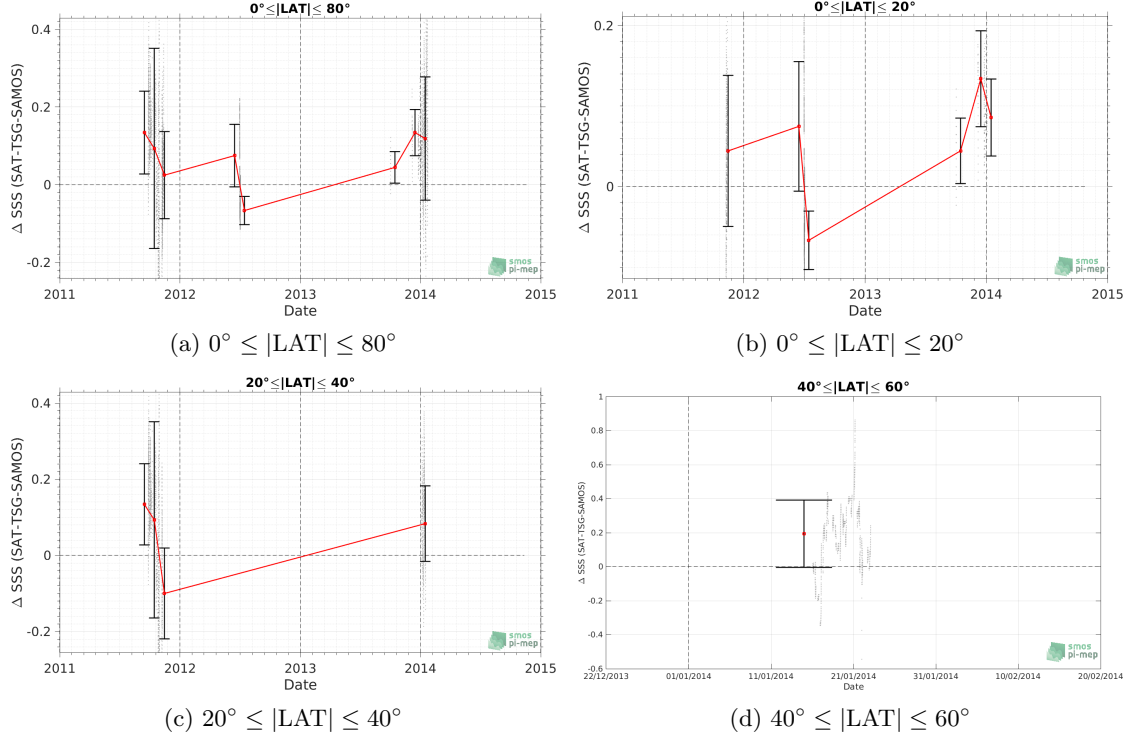 0°≤|LAT|≤ 80°
0.4
0.2
0
-0.2
Δ SSS (SAT-TSG-SAMOS)
2011
2012
2013
2014
2015
Date
smos
pi-mep
(a) 0° ≤ |LAT| ≤ 80°
0°≤|LAT|≤ 20°
0.2
0
Δ SSS (SAT-TSG-SAMOS)
2011
2012
2013
2014
2015
Date
smos
pi-mep
(b) 0° ≤ |LAT| ≤ 20°
20°≤|LAT|≤ 40°
0.4
0.2
0
-0.2
Δ SSS (SAT-TSG-SAMOS)
2011
2012
2013
2014
2015
Date
smos
pi-mep
(c) 20° ≤ |LAT| ≤ 40°
40°≤|LAT|≤ 60°
1
0.8
0.6
0.4
0.2
0
-0.2
-0.4
-0.6
Δ SSS (SAT-TSG-SAMOS)
22/12/2013
01/01/2014
11/01/2014
21/01/2014
31/01/2014
10/02/2014
20/02/2014
Date
smos
pi-mep
(d) 40° ≤ |LAT| ≤ 60°